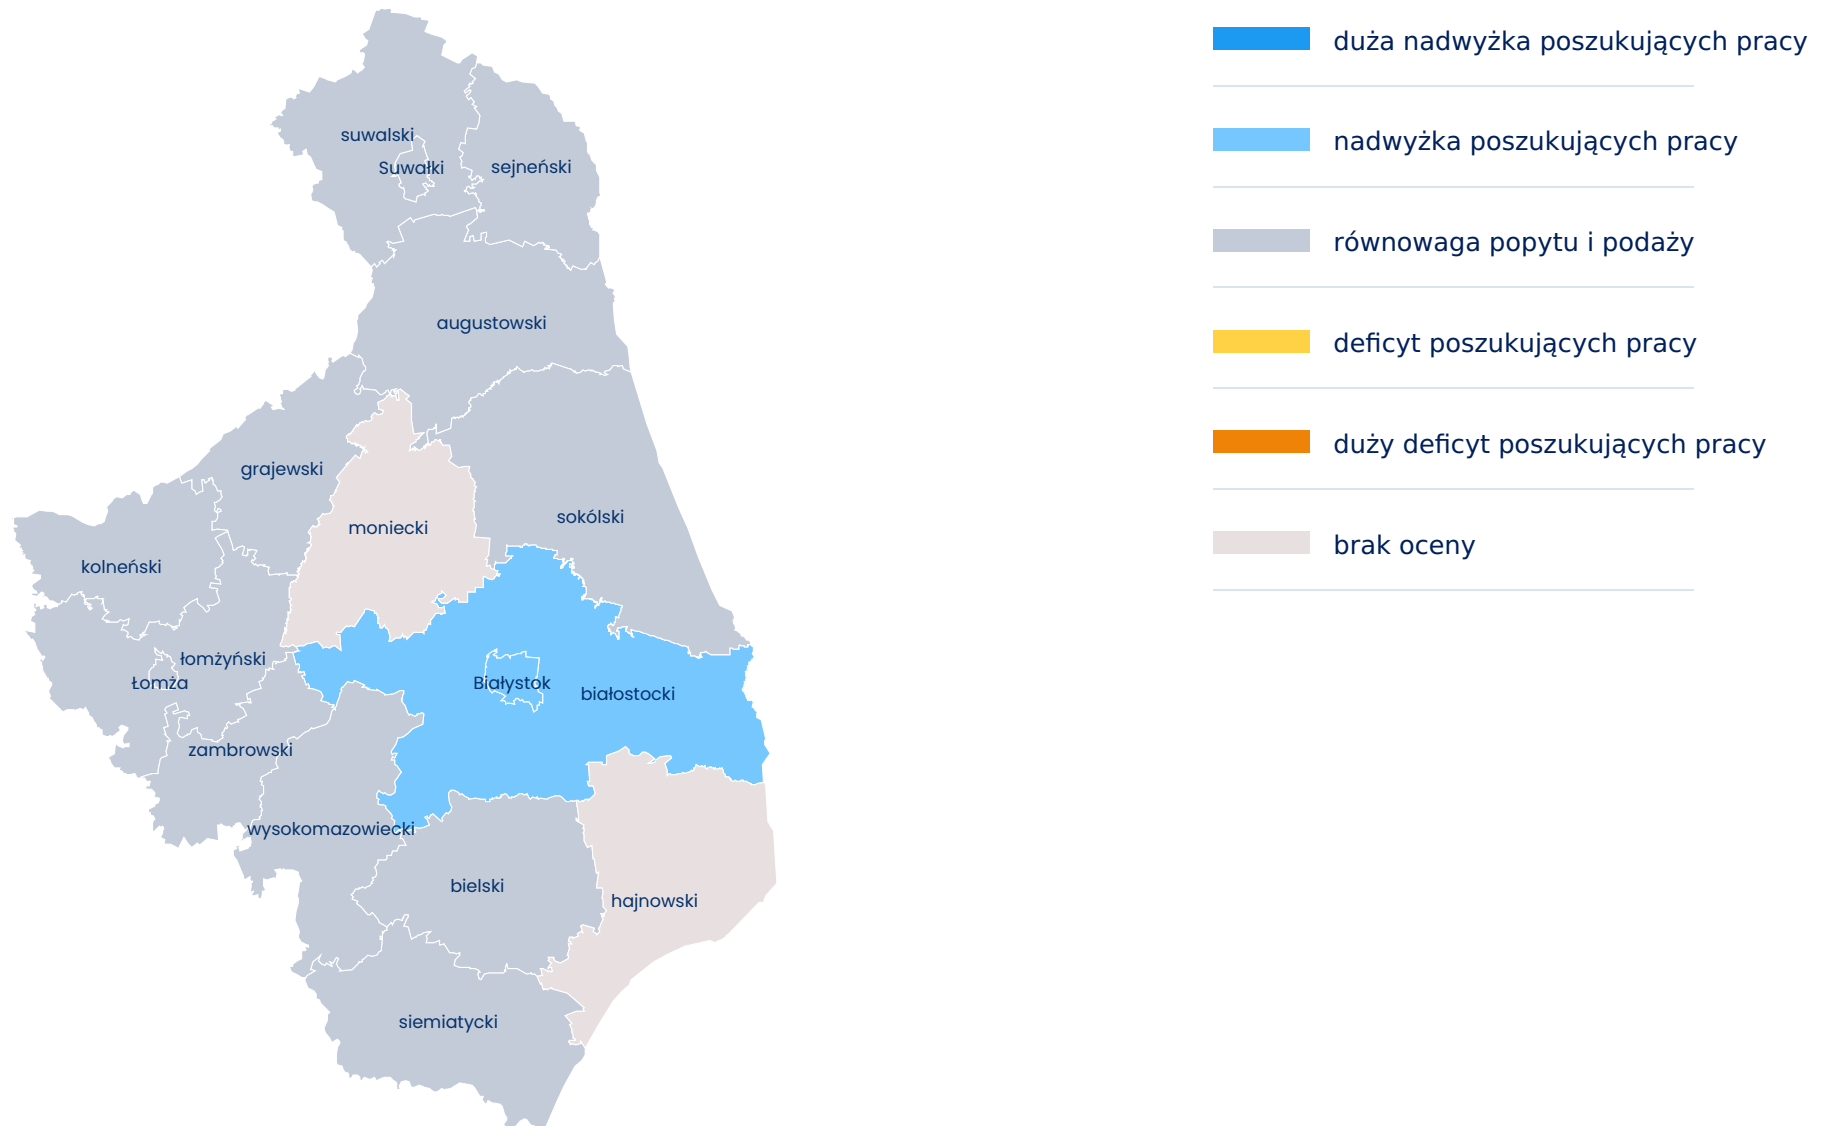 suwalski
Suwałki
sejneński
augustowski
grajewski
sokólski
moniecki
kolneński
łomżyński
Łomża
Białystok
białostocki
zambrowski
wysokomazowiecki
bielski
hajnowski
siemiatycki
duża nadwyżka poszukujących pracy
nadwyżka poszukujących pracy
równowaga popytu i podaży
deficyt poszukujących pracy
duży deficyt poszukujących pracy
brak oceny